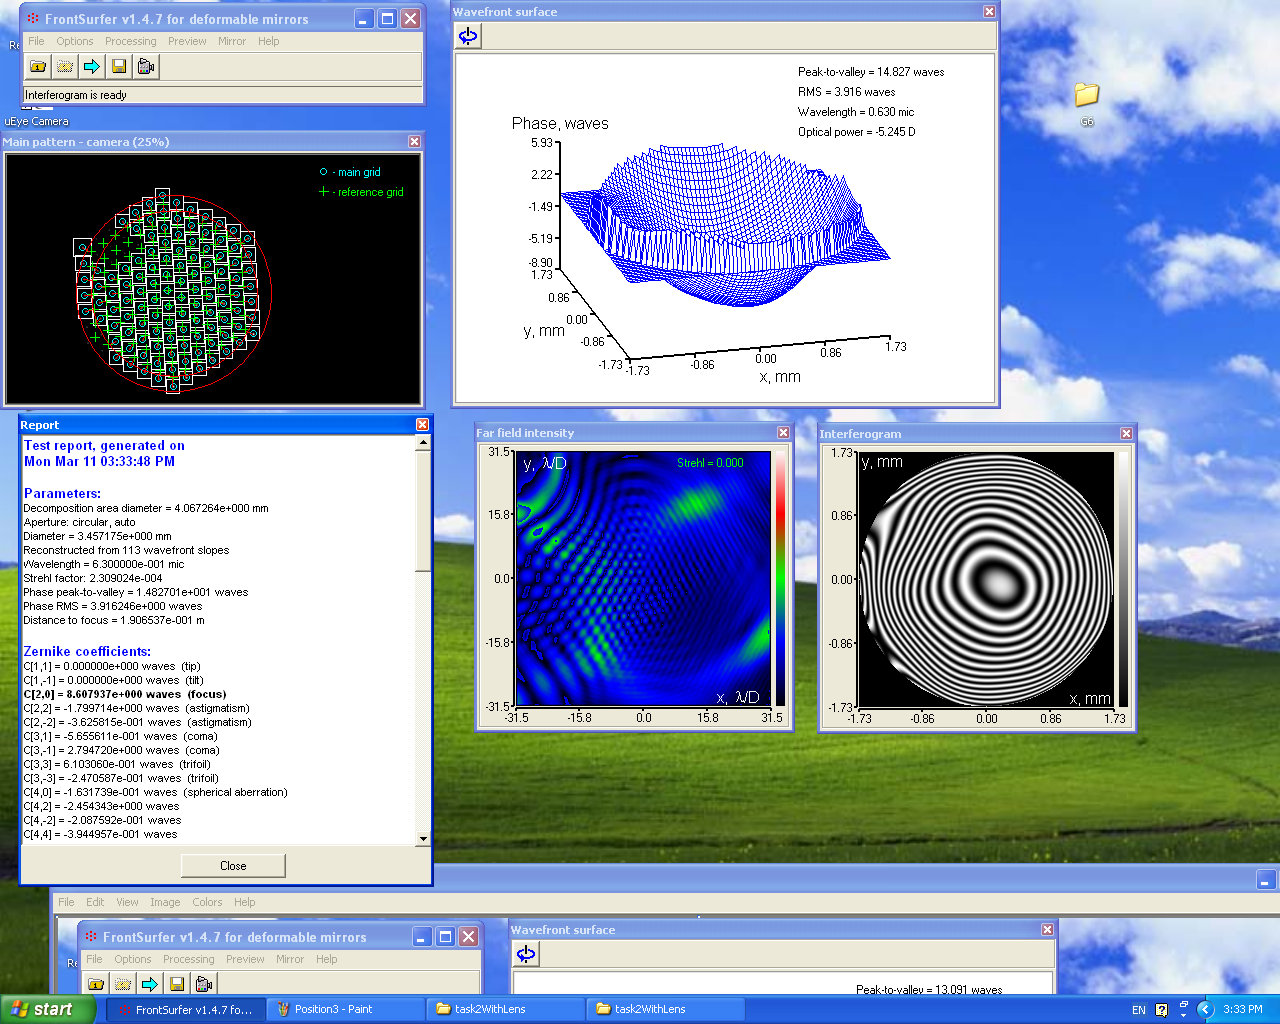 FrontSurfer v1.4.7 for deformable mirrors
File Options Processing Preview Mirror Help
Interferogram is ready
uEye Camera
Main pattern - camera (25%)
- main grid
- reference grid
Wavefront surface
Peak-to-valley = 14.827 waves
RMS = 3.916 waves
Wavelength = 0.630 mic
Optical power = -5.245 D
Phase, waves
5.93
2.22
-1.49
-5.19
-8.90
1.73
0.86
0.00
-0.86
-1.73
y, mm
-1.73
-0.86
0.00
0.86
1.73
x, mm
G6
Report
Test report, generated on
Mon Mar 11 03:33:48 PM
Parameters:
Decomposition area diameter = 4.067264e+000 mm
Aperture: circular, auto
Diameter = 3.457175e+000 mm
Reconstructed from 113 wavefront slopes
Wavelength = 6.300000e-001 mic
Strehl factor: 2.309024e-004
Phase peak-to-valley = 1.482701e+001 waves
Phase RMS = 3.916246e+000 waves
Distance to focus = 1.906537e-001 m
Zernike coefficients:
C[1,1] = 0.000000e+000 waves (tip)
C[1,-1] = 0.000000e+000 waves (tilt)
C[2,0] = 8.607937e+000 waves (focus)
C[2,2] = -1.799714e+000 waves (astigmatism)
C[2,-2] = -3.625815e-001 waves (astigmatism)
C[3,1] = -5.655611e-001 waves (coma)
C[3,-1] = 2.794720e+000 waves (coma)
C[3,3] = 6.103060e-001 waves (trifoil)
C[3,-3] = -2.470587e-001 waves (trifoil)
C[4,0] = -1.631739e-001 waves (spherical aberration)
C[4,2] = -2.454343e+000 waves
C[4,-2] = -2.087592e-001 waves
C[4,4] = -3.944957e-001 waves
Close
Far field intensity
31.5
15.8
0.0
-15.8
-31.5
y, λ/D
Strehl = 0.000
x, λ/D
-31.5 -15.8 0.0 15.8 31.5
Interferogram
1.73
0.86
0.00
-0.86
-1.73
y, mm
x, mm
-1.73 -0.86 0.00 0.86 1.73
File Edit View Image Colors Help
FrontSurfer v1.4.7 for deformable mirrors
File Options Processing Preview Mirror Help
Wavefront surface
Peak-to-valley = 13.091 waves
start
FrontSurfer v1.4.7 fo...
Position3 - Paint
task2WithLens
task2WithLens
EN
3:33 PM